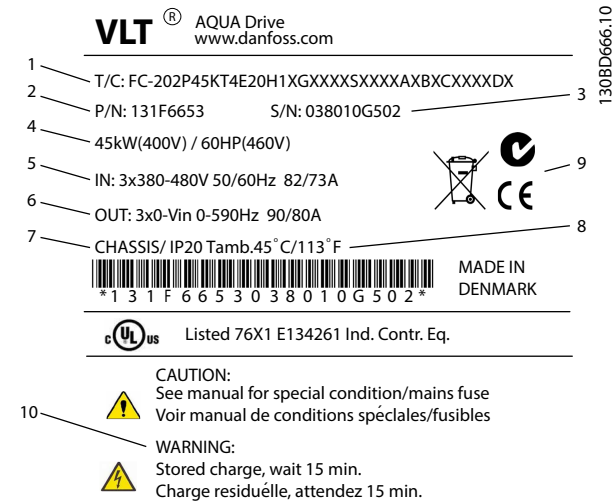 VLT ® AQUA Drive
www.danfoss.com
130BD666.10
1 T/C: FC-202P45KT4E20H1XGXXXXSXXXXAXBXCXXXXDX
2 P/N: 131F6653 S/N: 038010G502 3
4 45kW(400V) / 60HP(460V)
5 IN: 3x380-480V 50/60Hz 82/73A
9
CE
6 OUT: 3x0-Vin 0-590Hz 90/80A
7 CHASSIS/ IP20 Tamb.45˚C/113˚F 8
*131F6653038010G502*
MADE IN
DENMARK
c UL us Listed 76X1 E134261 Ind. Contr. Eq.
CAUTION:
See manual for special condition/mains fuse
Voir manual de conditions spéclales/fusibles
10 WARNING:
Stored charge, wait 15 min.
Charge residuélle, attendez 15 min.